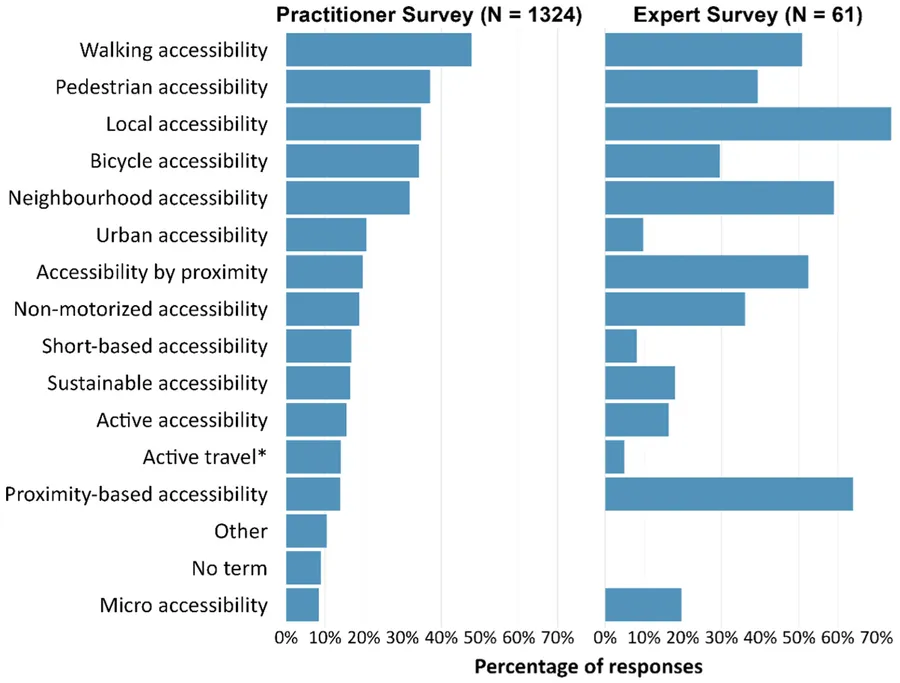 Practitioner Survey (N = 1324)
Expert Survey (N = 61)
Walking accessibility
Pedestrian accessibility
Local accessibility
Bicycle accessibility
Neighbourhood accessibility
Urban accessibility
Accessibility by proximity
Non-motorized accessibility
Short-based accessibility
Sustainable accessibility
Active accessibility
Active travel*
Proximity-based accessibility
Other
No term
Micro accessibility
0% 10% 20% 30% 40% 50% 60% 70%
0% 10% 20% 30% 40% 50% 60% 70%
Percentage of responses